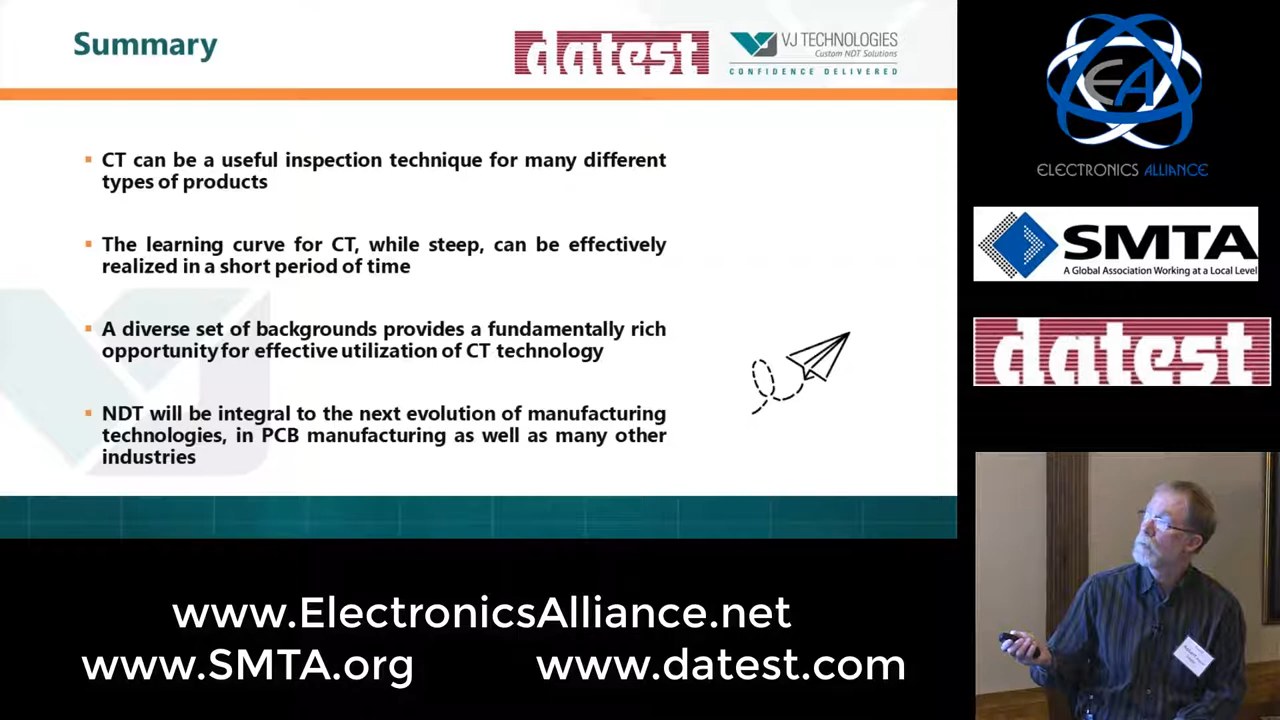 Summary
datest
VJ TECHNOLOGIES
Custom NDT Solutions
CONFIDENCE DELIVERED
▪ CT can be a useful inspection technique for many different
types of products
▪ The learning curve for CT, while steep, can be effectively
realized in a short period of time
▪ A diverse set of backgrounds provides a fundamentally rich
opportunity for effective utilization of CT technology
▪ NDT will be integral to the next evolution of manufacturing
technologies, in PCB manufacturing as well as many other
industries
EA
ELECTRONICS ALLIANCE
SMTA
A Global Association Working at a Local Level
datest
www.ElectronicsAlliance.net
www.SMTA.org
www.datest.com